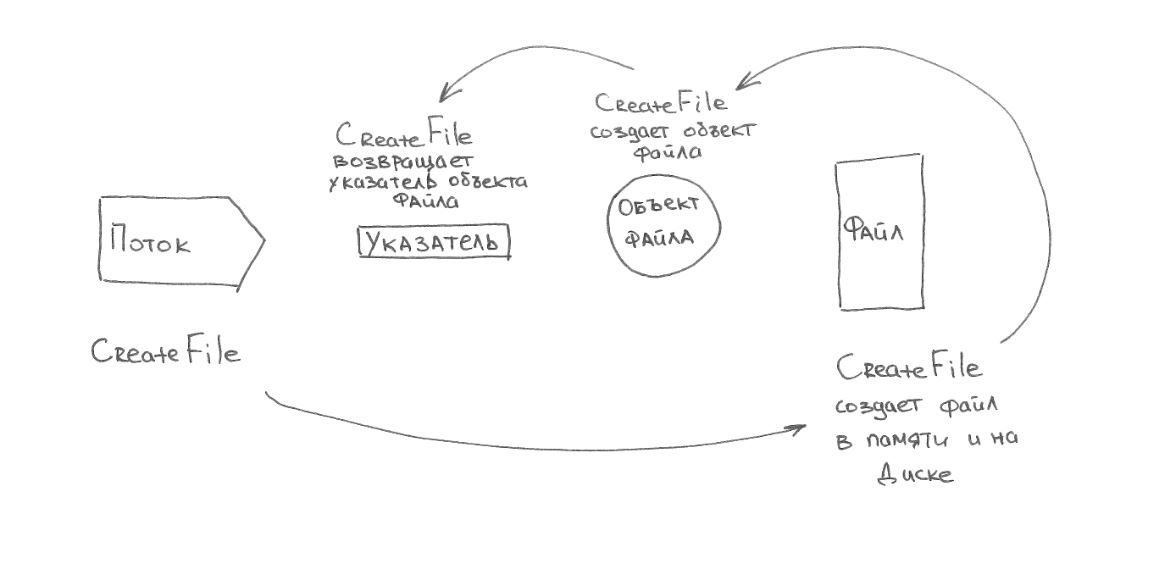 Поток
CreateFile
CreateFile
возвращает
указатель объекта
файла
Указатель
CreateFile
создает объект
файла
Объект
файла
Файл
CreateFile
создает файл
в памяти и на
диске